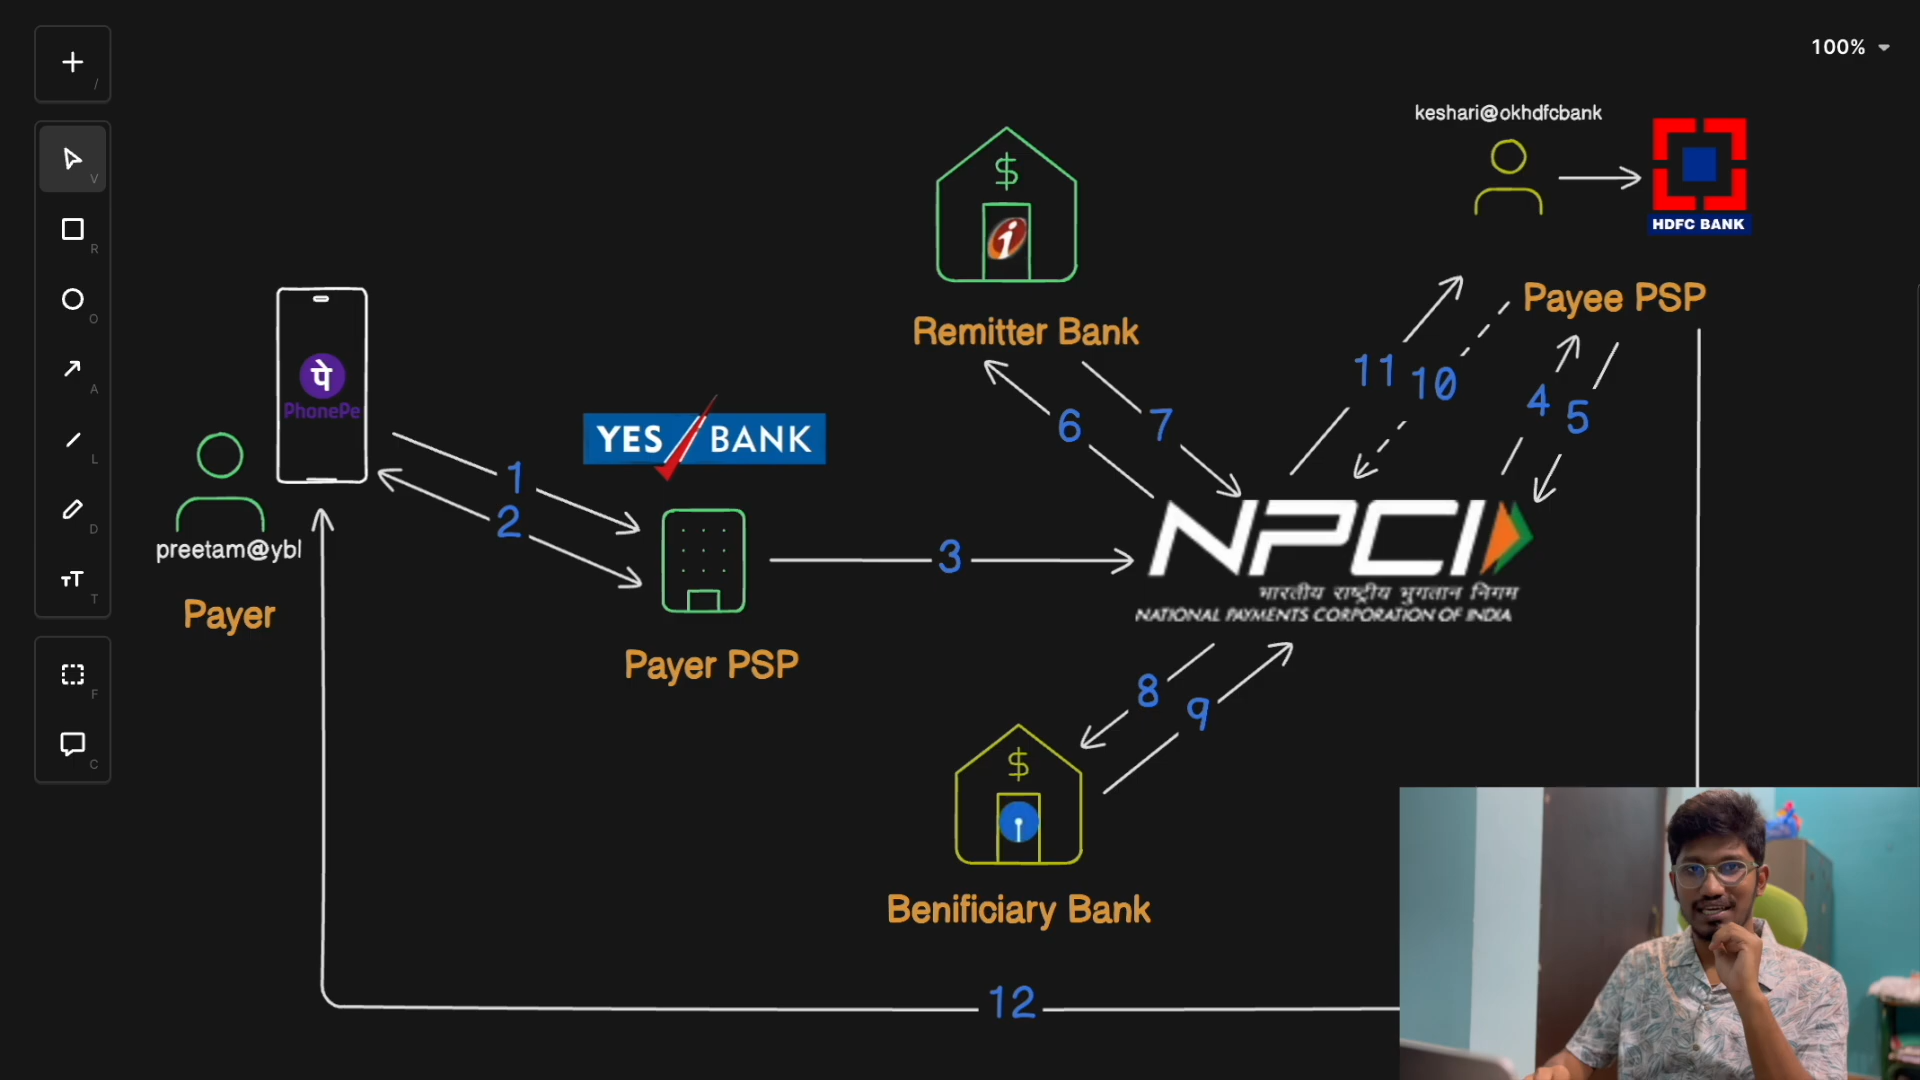 100%
/
V
R
O
A
L
D
T
F
C
keshari@okhdfcbank
HDFC BANK
Payee PSP
$
i
Remitter Bank
पे
PhonePe
YES BANK
preetam@ybl
Payer
Payer PSP
1
2
3
4
5
6
7
8
9
10
11
12
NPCI
भारतीय राष्ट्रीय भुगतान निगम
NATIONAL PAYMENTS CORPORATION OF INDIA
$
Benificiary Bank